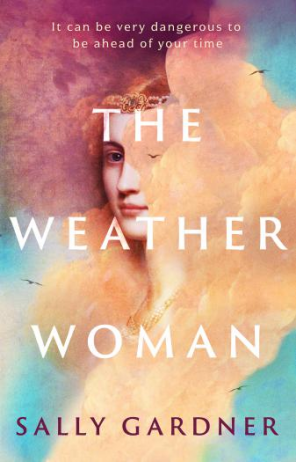 It can be very dangerous to
be ahead of your time
THE
WEATHER
WOMAN
SALLY GARDNER